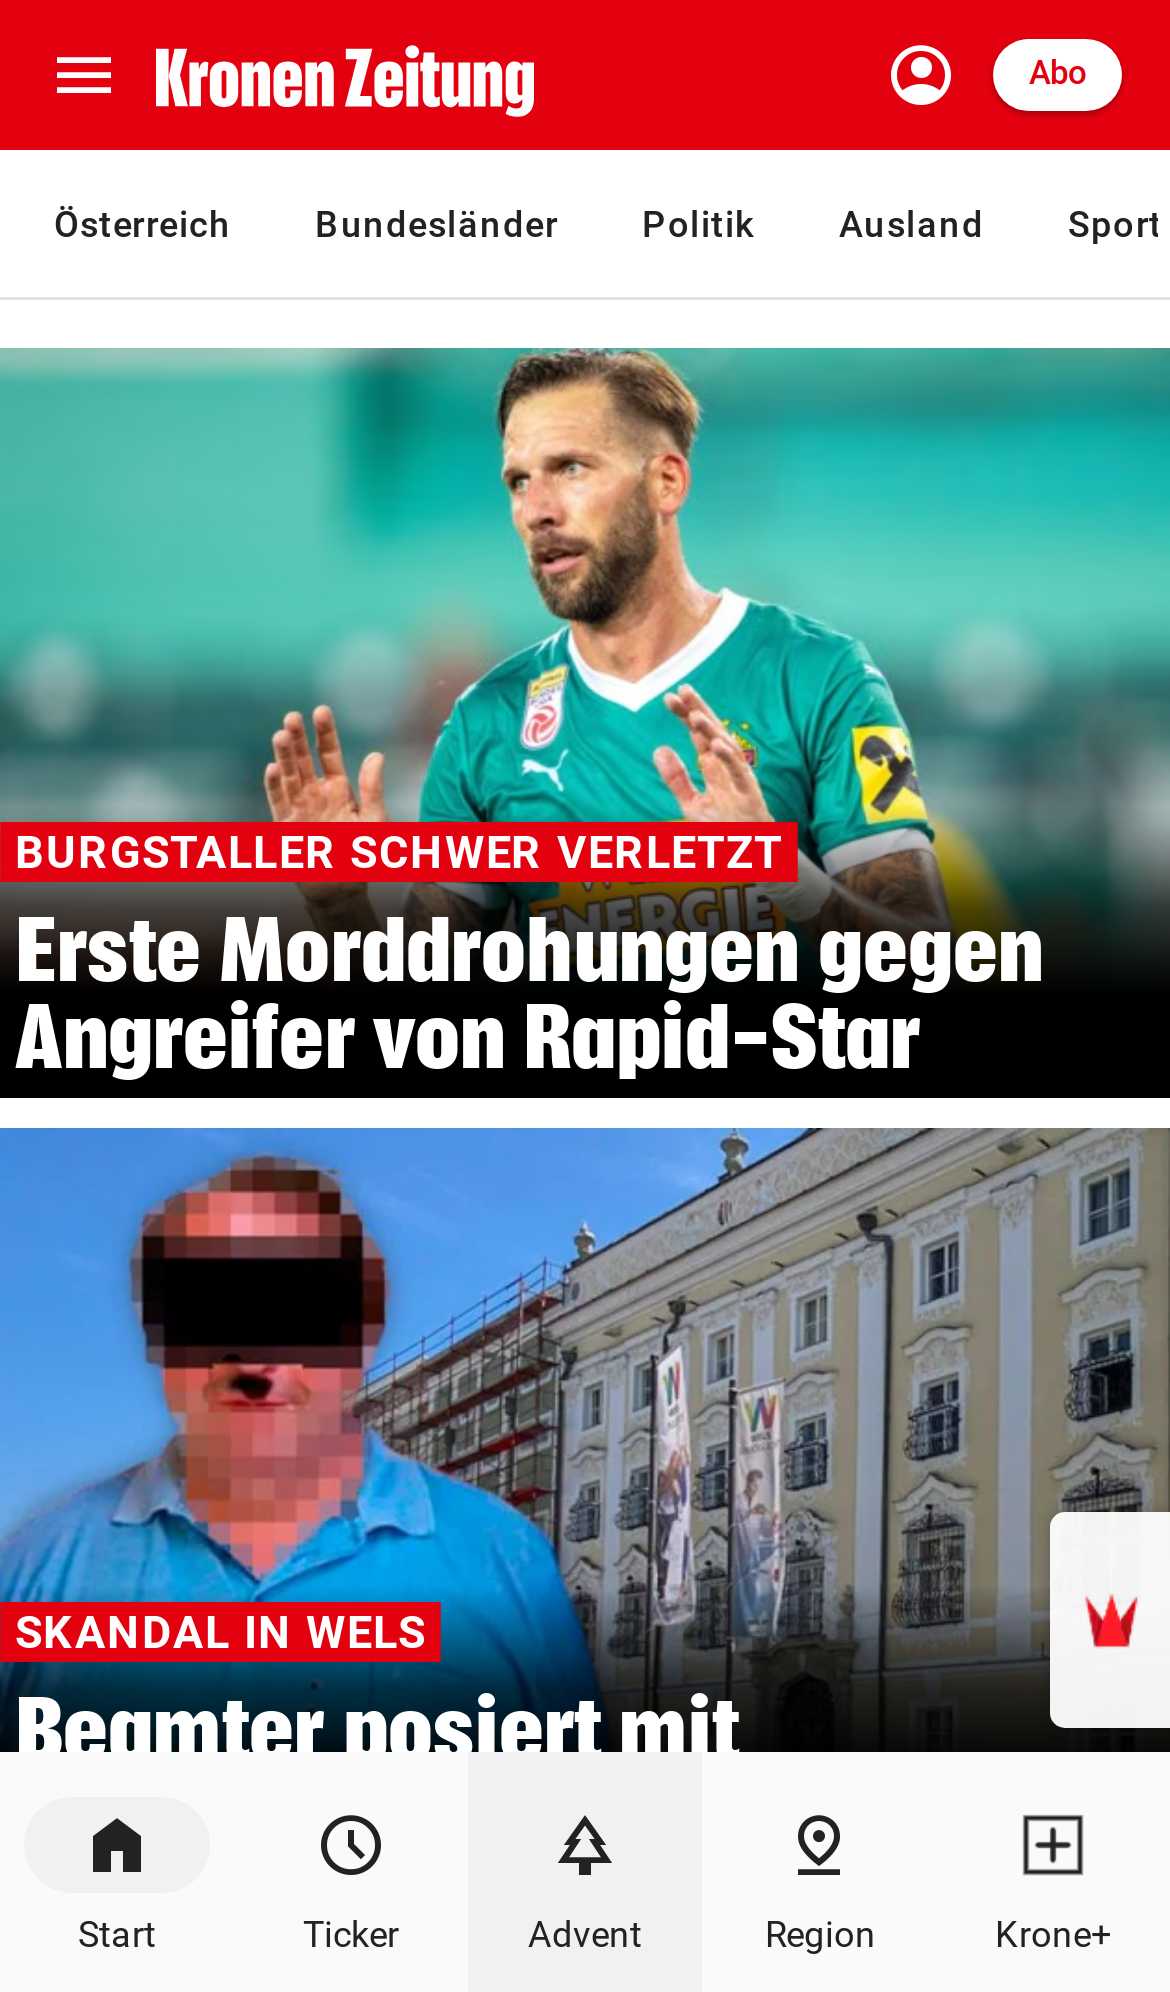 Kronen Zeitung
Abo
Österreich Bundesländer Politik Ausland Sport
ENERGIE
BURGSTALLER SCHWER VERLETZT
Erste Morddrohungen gegen
Angreifer von Rapid-Star
SKANDAL IN WELS
Beamter posiert mit
Start Ticker Advent Region Krone+